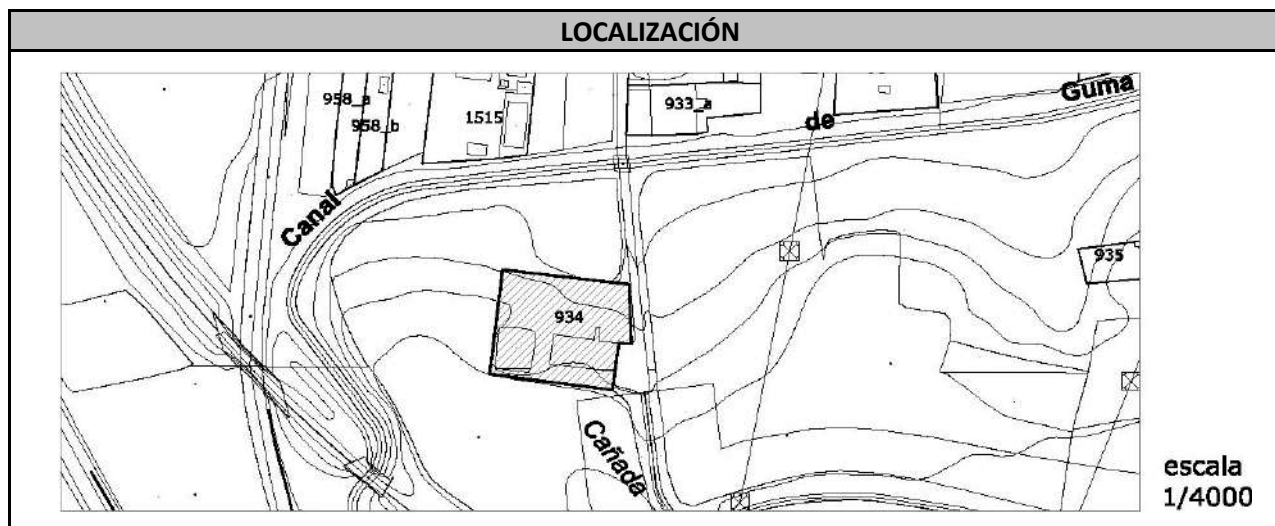 LOCALIZACIÓN
958_a
958_b
1515
933_a
de
Guma
Canal
935
934
Cañada
escala
1/4000